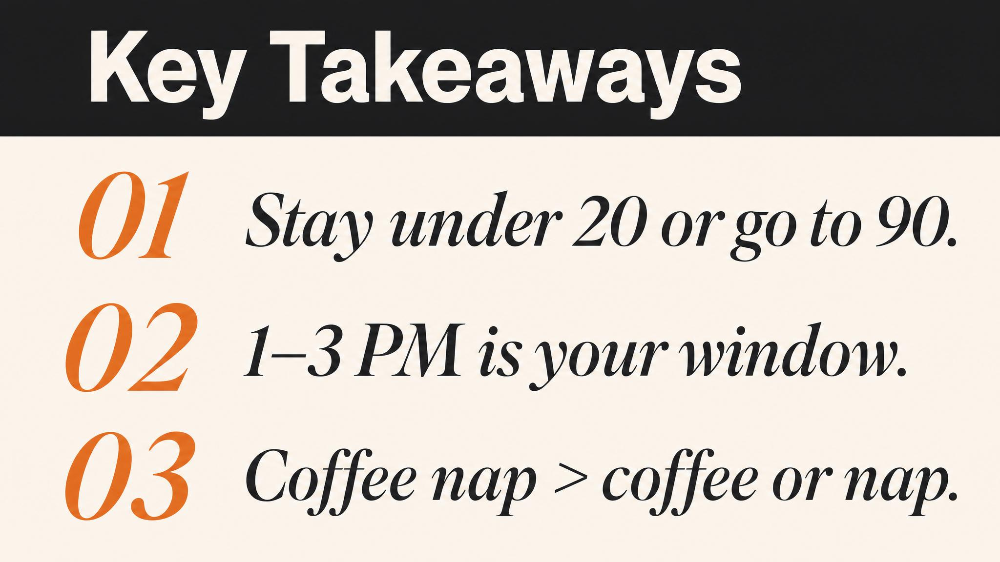 Key Takeaways
01 Stay under 20 or go to 90.
02 1–3 PM is your window.
03 Coffee nap > coffee or nap.